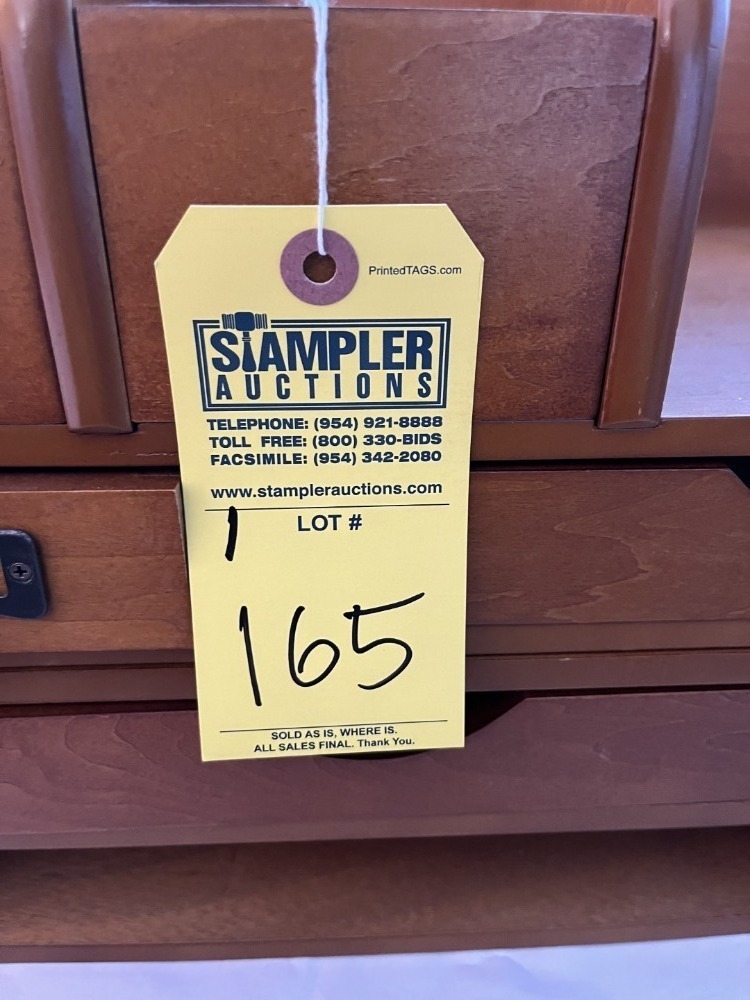 PrintedTAGS.com
STAMPLER
AUCTIONS
TELEPHONE: (954) 921-8888
TOLL FREE: (800) 330-BIDS
FACSIMILE: (954) 342-2080
www.stamplerauctions.com
LOT #
1
165
SOLD AS IS, WHERE IS.
ALL SALES FINAL. Thank You.